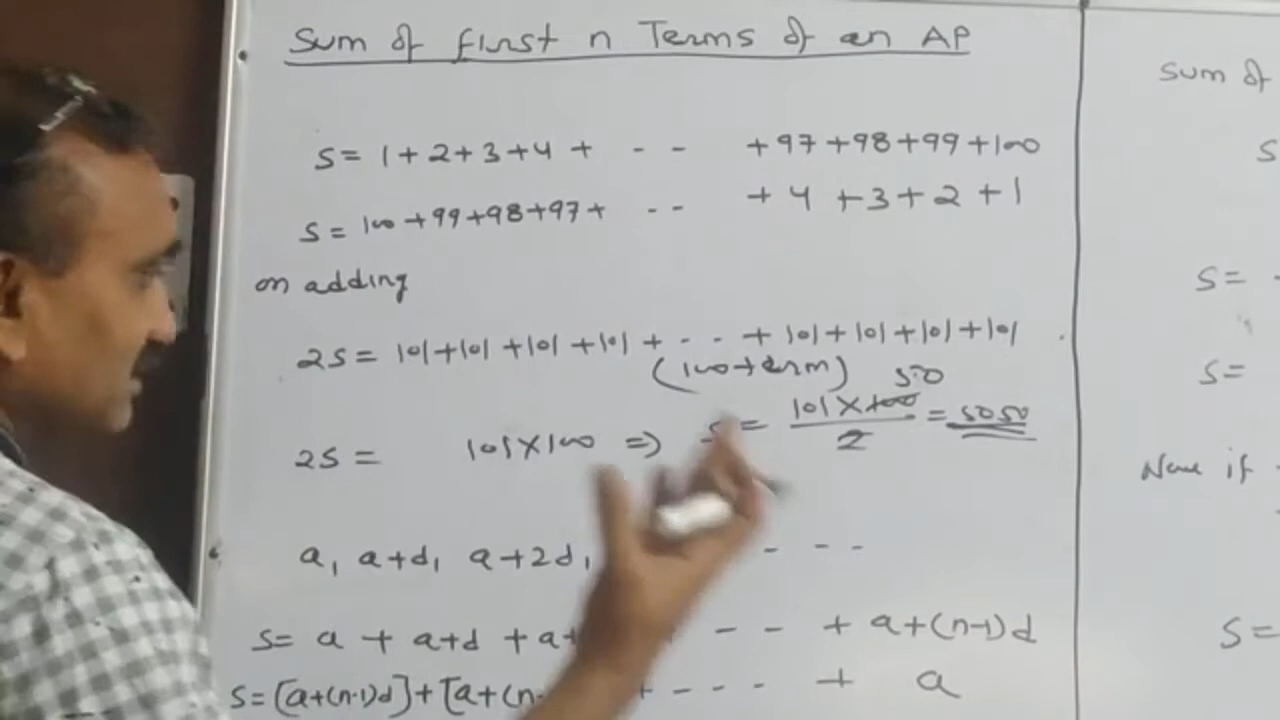 Sum of first n Terms of an AP
S = 1 + 2 + 3 + 4 + - - + 97 + 98 + 99 + 100
S = 100 + 99 + 98 + 97 + - - + 4 + 3 + 2 + 1
on adding
2S = 101 + 101 + 101 + 101 + - - + 101 + 101 + 101 + 101
(100 term) 50
2S = 101 × 100 ⇒ S = 101 × 100 / 2 = 5050
a, a+d, a+2d, - - -
S = a + a+d + a+ - - + a+(n-1)d
S = [a+(n-1)d] + [a+(n- + - - - + a
Sum of
S
S =
S =
if
S =